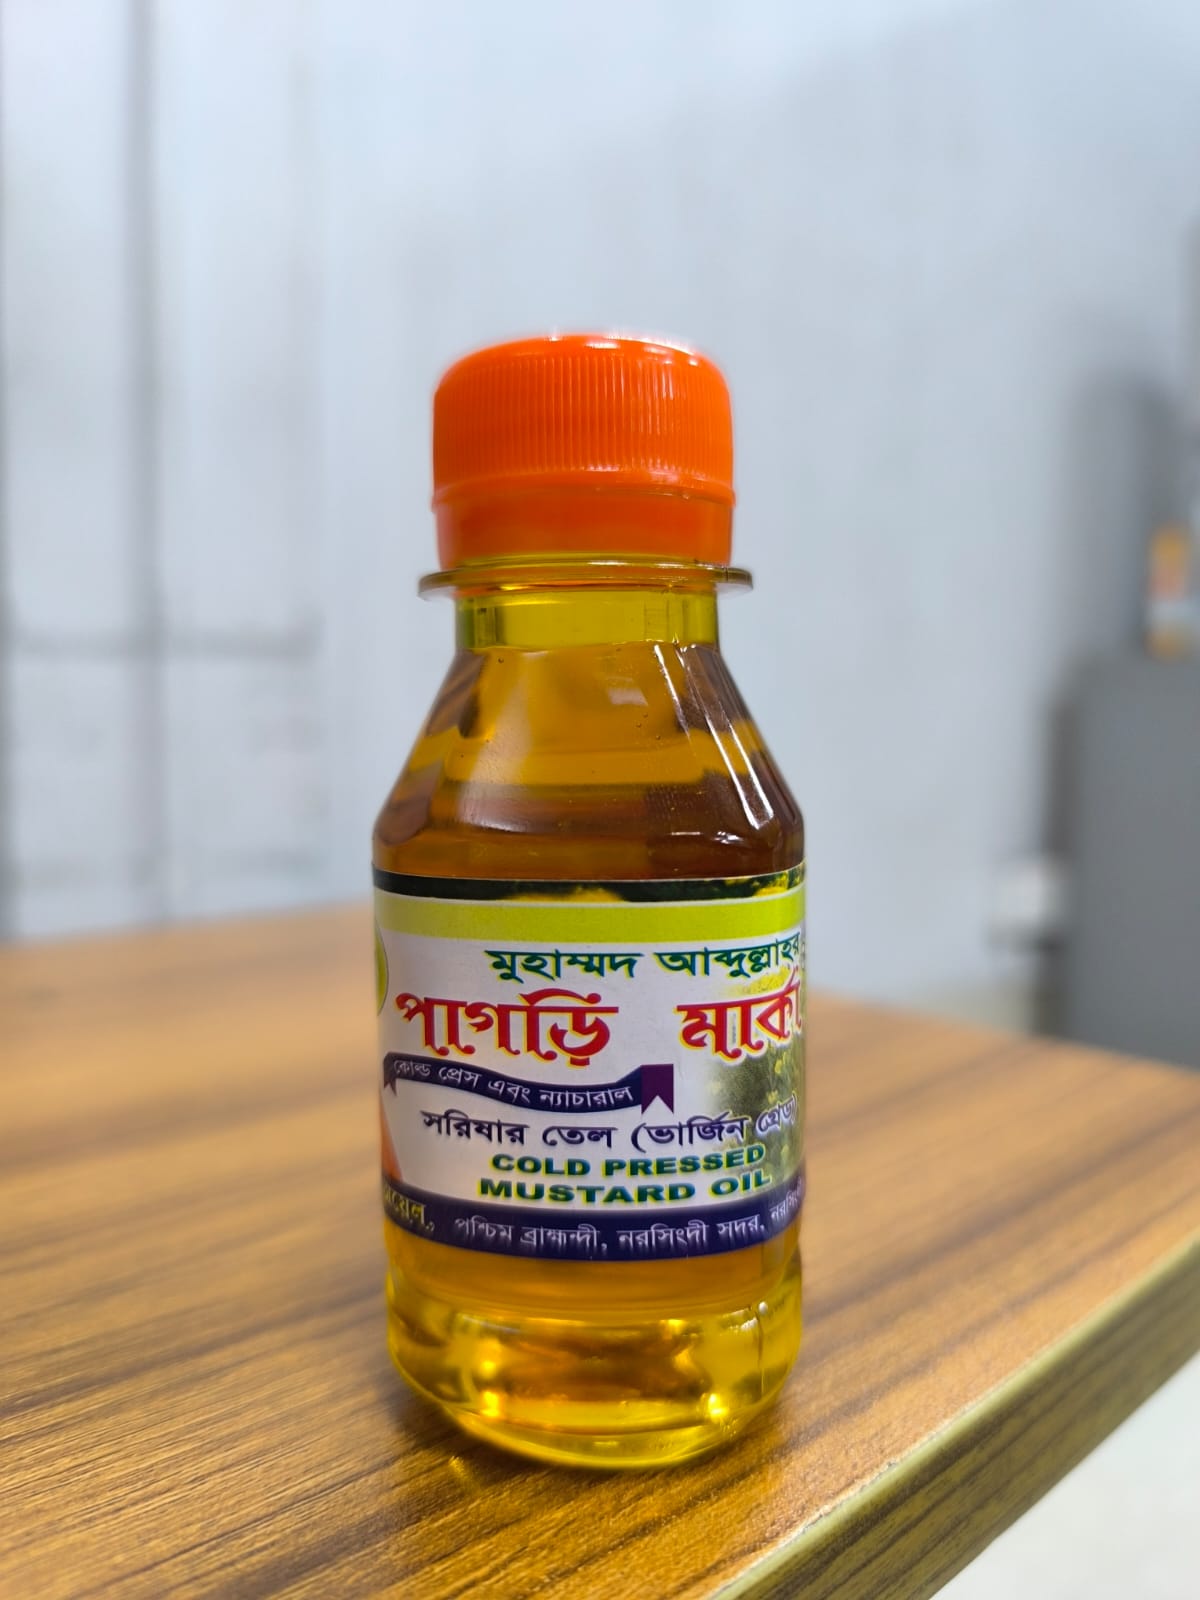 মুহাম্মদ আব্দুল্লাহর
পাগড়ি মার্কা
কোল্ড প্রেস এবং ন্যাচারাল
সরিষার তেল (ভার্জিন গ্রেড)
COLD PRESSED
MUSTARD OIL
পশ্চিম ব্রাহ্মন্দী, নরসিংদী সদর,